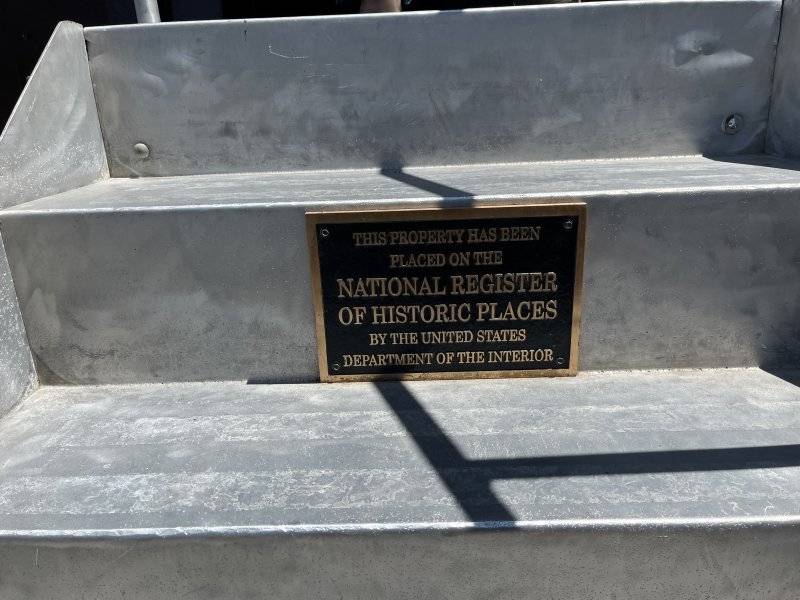 THIS PROPERTY HAS BEEN
PLACED ON THE
NATIONAL REGISTER
OF HISTORIC PLACES
BY THE UNITED STATES
DEPARTMENT OF THE INTERIOR